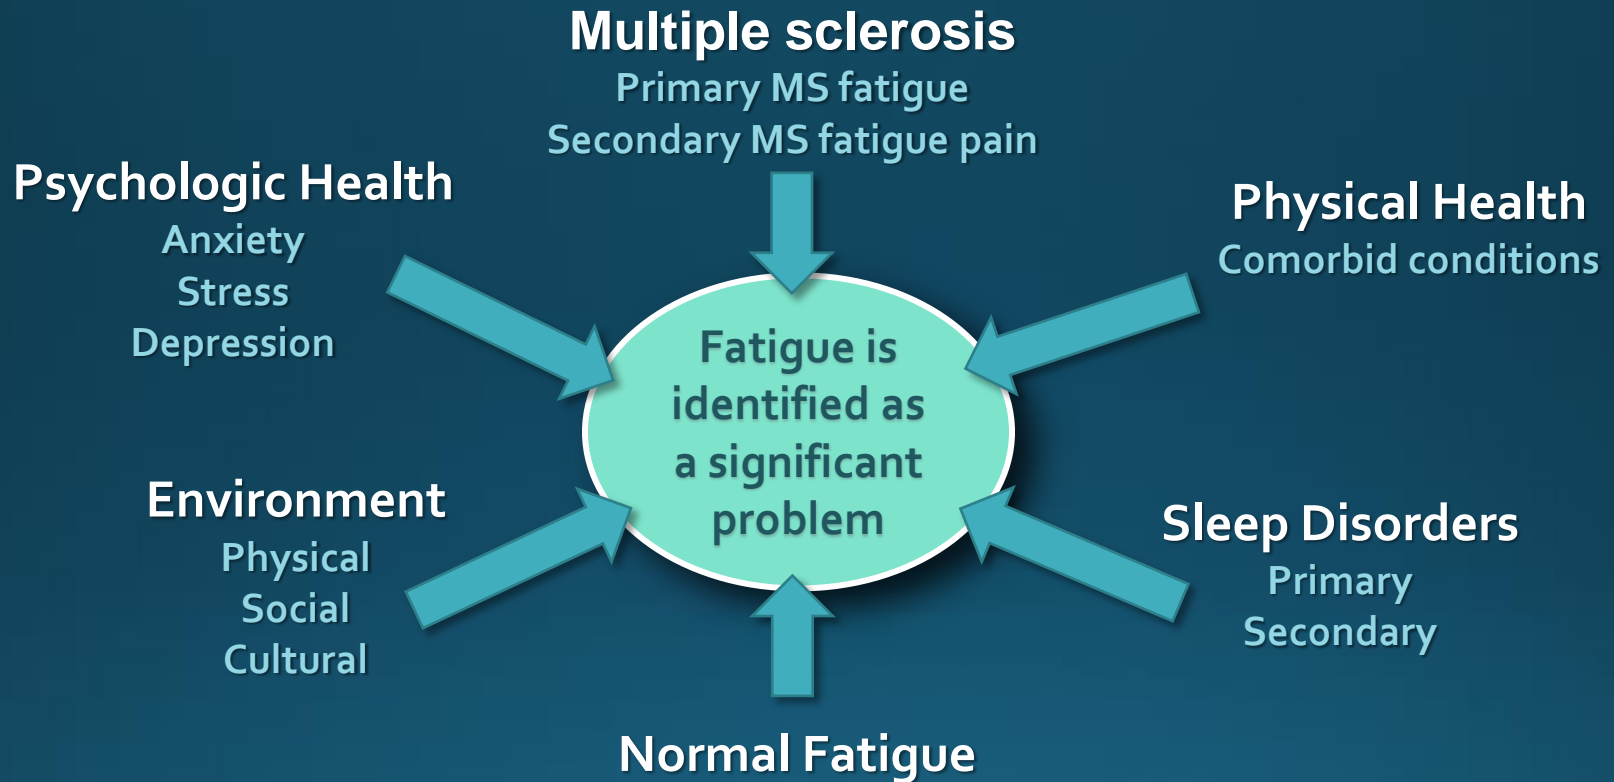 Multiple sclerosis
Primary MS fatigue
Secondary MS fatigue pain
Psychologic Health
Anxiety
Stress
Depression
Physical Health
Comorbid conditions
Fatigue is
identified as
a significant
problem
Environment
Physical
Social
Cultural
Sleep Disorders
Primary
Secondary
Normal Fatigue